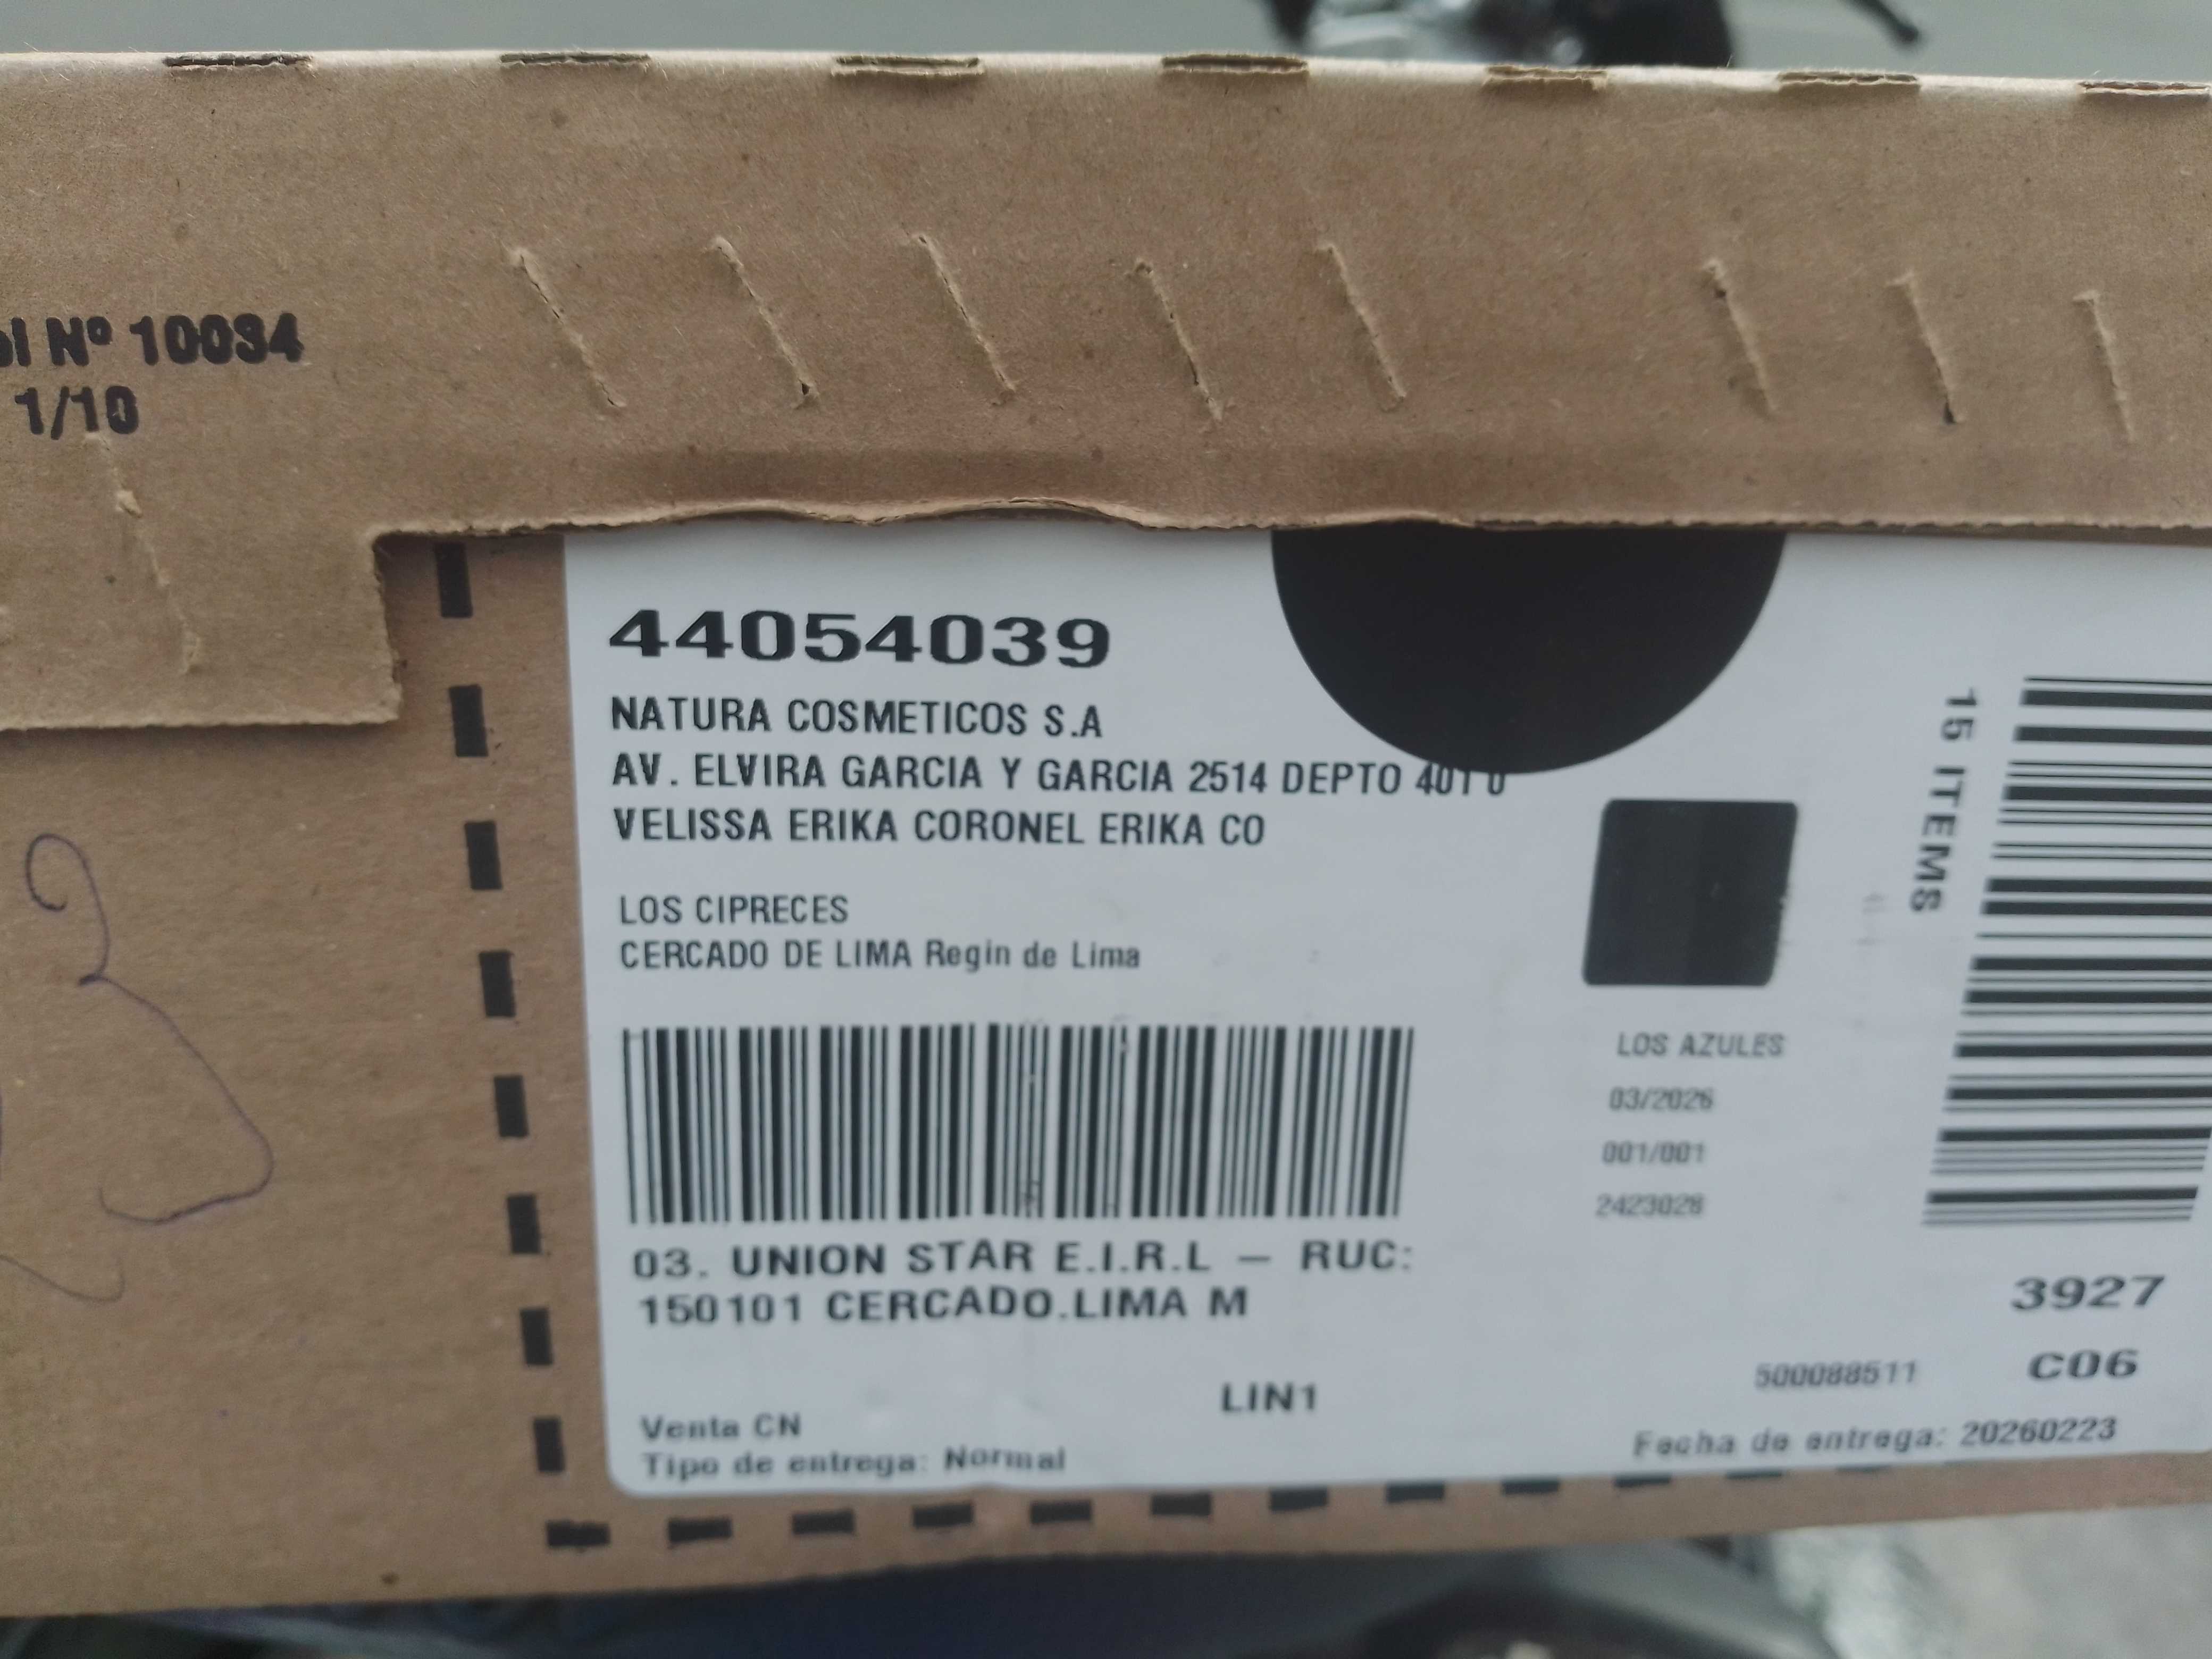 Nº 10034
1/10
44054039
NATURA COSMETICOS S.A
AV. ELVIRA GARCIA Y GARCIA 2514 DEPTO 401 0
VELISSA ERIKA CORONEL ERIKA CO
LOS CIPRECES
CERCADO DE LIMA Regin de Lima
15 ITEMS
LOS AZULES
03/2026
001/001
2423028
03. UNION STAR E.I.R.L – RUC:
150101 CERCADO.LIMA M
3927
C06
LIN1
500088511
Venta CN
Tipo de entrega: Normal
Fecha de entrega: 20260223